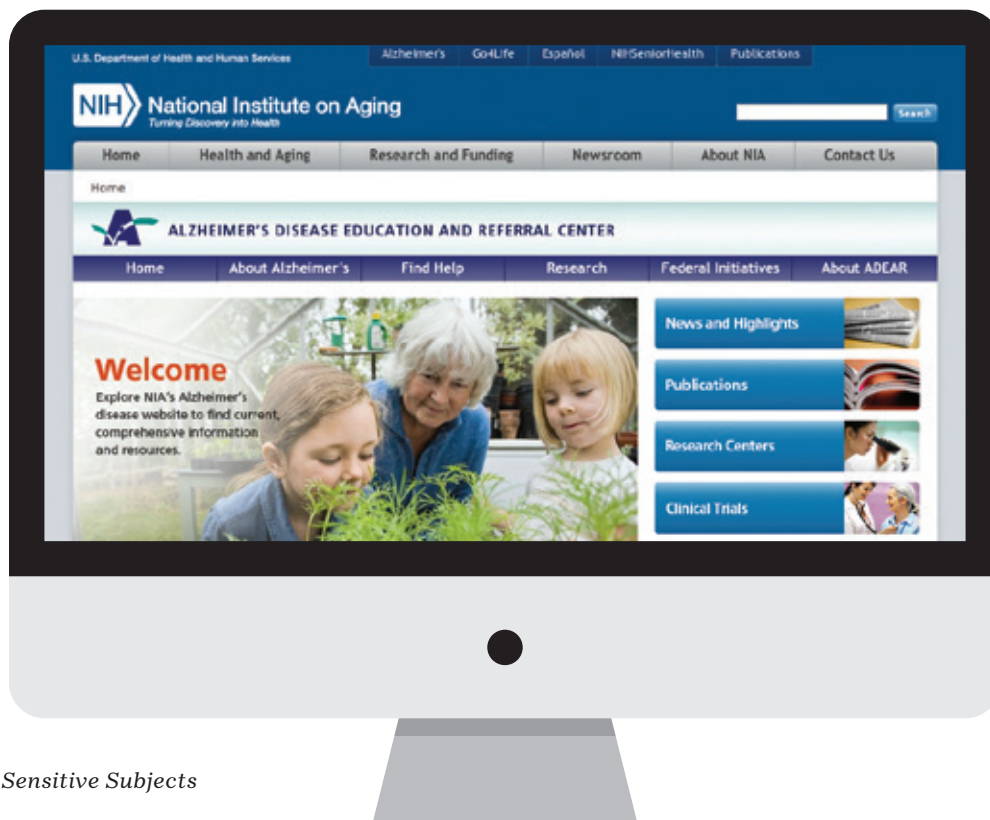 U.S. Department of Health and Human Services
Alzheimer's Go4Life Español NIHSeniorHealth Publications
NIH National Institute on Aging
Turning Discovery into Health
Search
Home Health and Aging Research and Funding Newsroom About NIA Contact Us
Home
ALZHEIMER'S DISEASE EDUCATION AND REFERRAL CENTER
Home About Alzheimer's Find Help Research Federal Initiatives About ADEAR
Welcome
Explore NIA's Alzheimer's
disease website to find current,
comprehensive information
and resources.
News and Highlights
Publications
Research Centers
Clinical Trials
Sensitive Subjects